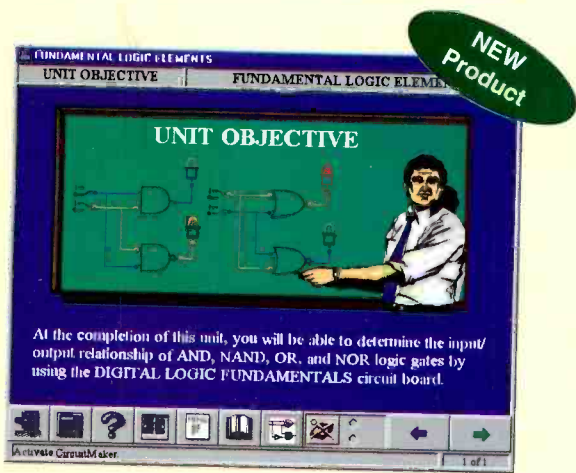 NEW
Product
FUNDAMENTAL LOGIC ELEMENTS
UNIT OBJECTIVE
FUNDAMENTAL LOGIC ELEME
UNIT OBJECTIVE
At the completion of this unit, you will be able to determine the input/
output relationship of AND, NAND, OR, and NOR logic gates by
using the DIGITAL LOGIC FUNDAMENTALS circuit board.
Activate CircuitMaker.
1 of 1